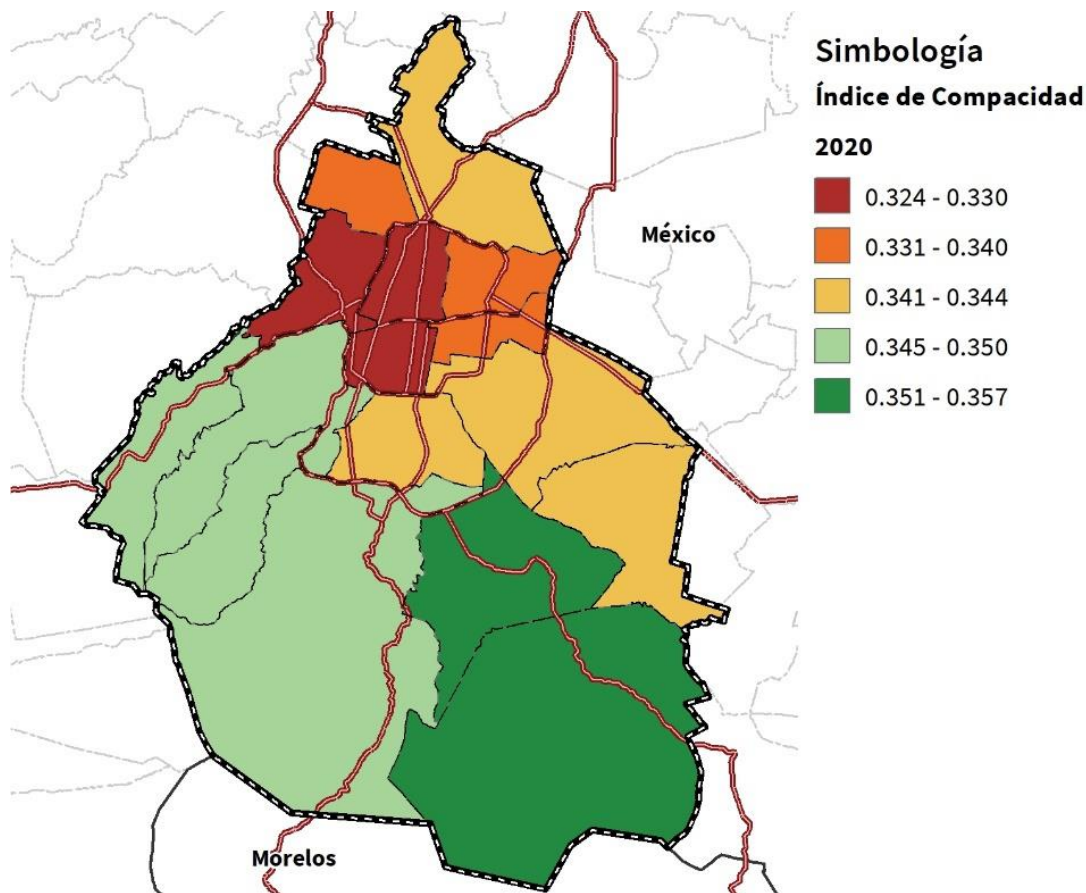 Simbología
Índice de Compacidad
2020
0.324 - 0.330
0.331 - 0.340
0.341 - 0.344
0.345 - 0.350
0.351 - 0.357
México
Morelos